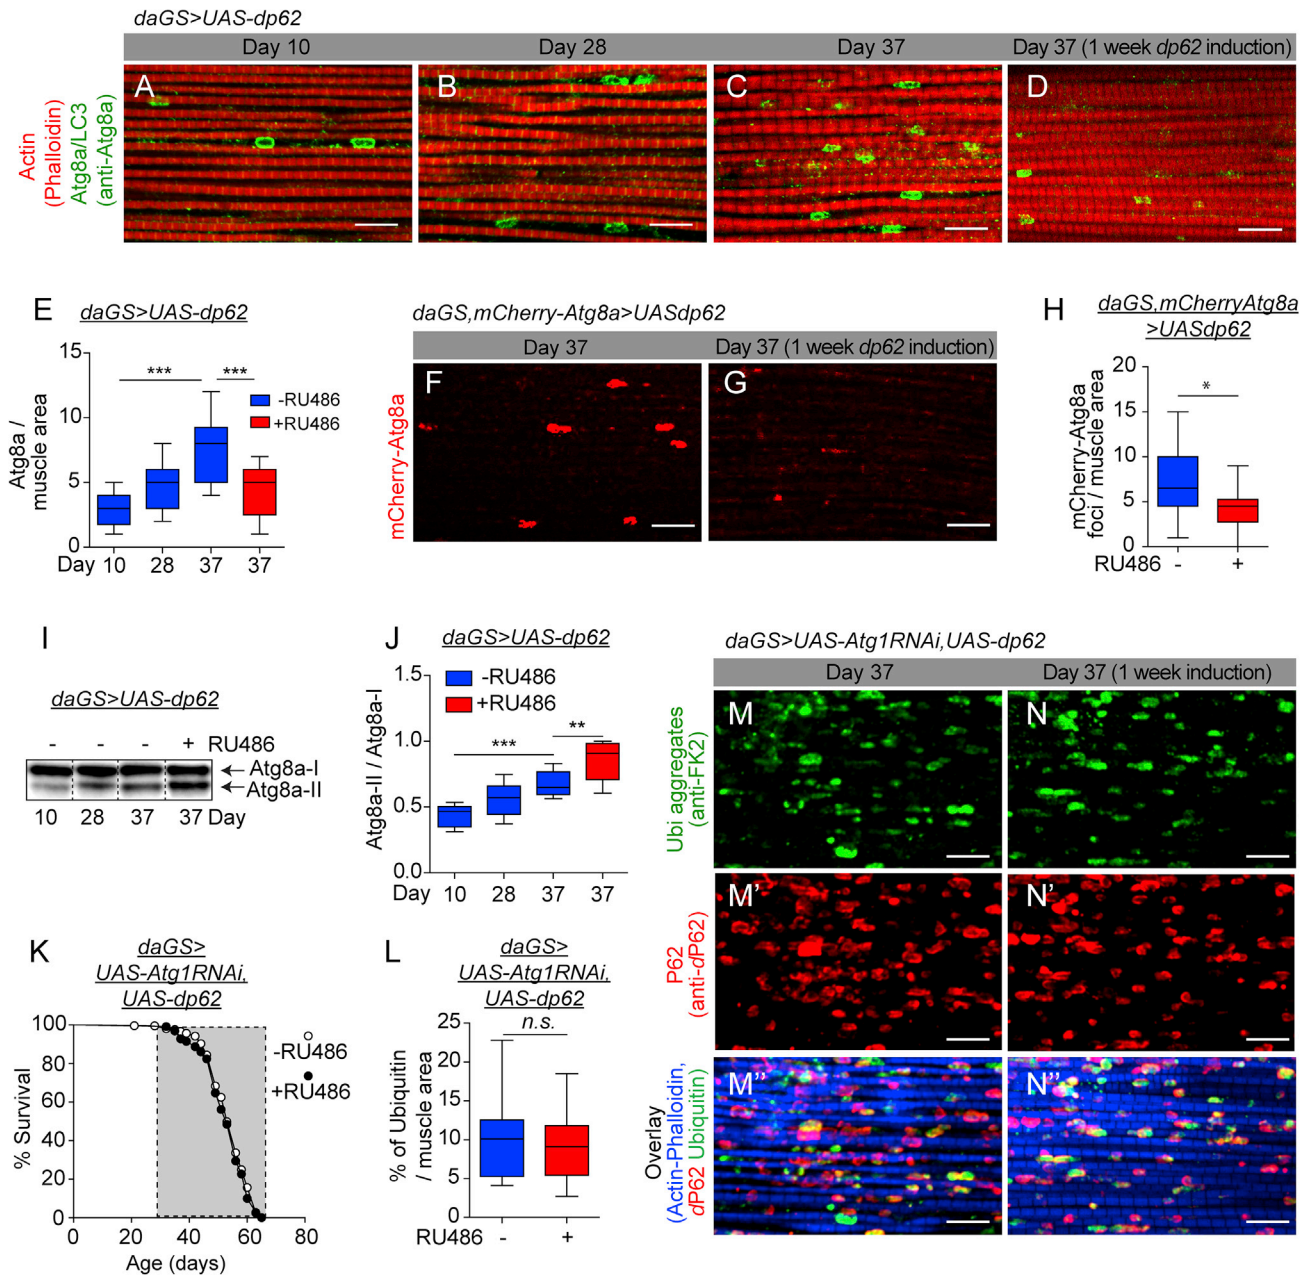 daGS>UAS-dp62
Day 10
Day 28
Day 37
Day 37 (1 week dp62 induction)
Actin
(Phalloidin)
Atg8a/LC3
(anti-Atg8a)
A
B
C
D
E
daGS>UAS-dp62
15
10
5
0
Atg8a /
muscle area
***
***
-RU486
+RU486
Day 10 28 37 37
daGS,mCherry-Atg8a>UASdp62
Day 37
Day 37 (1 week dp62 induction)
mCherry-Atg8a
F
G
H
daGS,mCherryAtg8a
>UASdp62
20
15
10
5
0
mCherry-Atg8a
foci / muscle area
*
RU486 - +
I
daGS>UAS-dp62
- - - + RU486
Atg8a-I
Atg8a-II
10 28 37 37 Day
J
daGS>UAS-dp62
1.5
1.0
0.5
0.0
Atg8a-II / Atg8a-I
-RU486
+RU486
***
**
Day 10 28 37 37
K
daGS>
UAS-Atg1RNAi,
UAS-dp62
100
80
60
40
20
0
% Survival
-RU486
+RU486
0 20 40 60 80
Age (days)
L
daGS>
UAS-Atg1RNAi,
UAS-dp62
25
20
15
10
5
0
% of Ubiquitin
/ muscle area
n.s.
RU486 - +
daGS>UAS-Atg1RNAi,UAS-dp62
Day 37
Day 37 (1 week induction)
Ubi aggregates
(anti-FK2)
M
N
P62
(anti-dP62)
M'
N'
Overlay
(Actin-Phalloidin,
dP62 Ubiquitin)
M"
N"